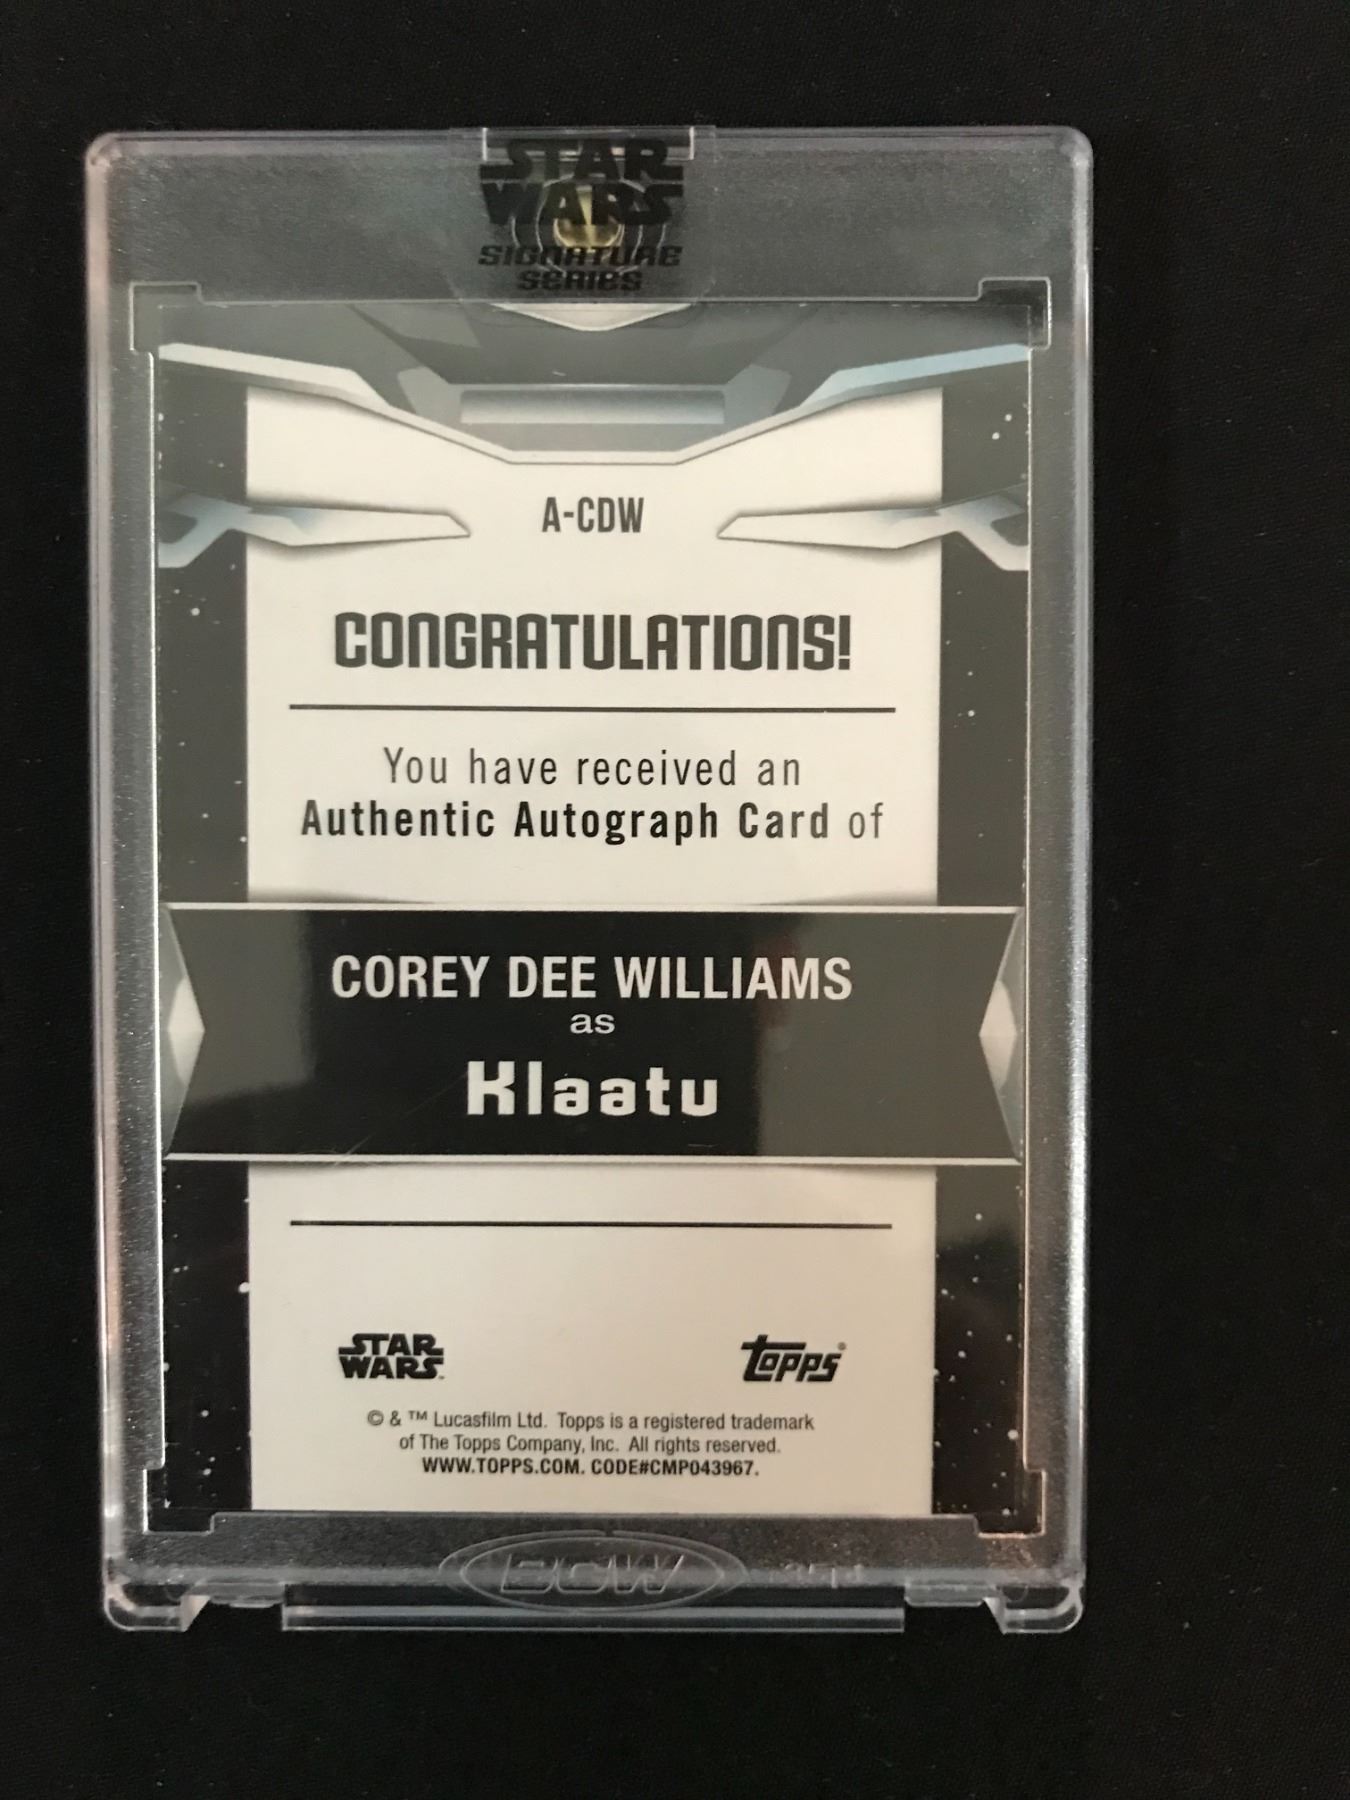 STAR
WARS
SIGNATURE
SERIES
A-CDW
CONGRATULATIONS!
You have received an
Authentic Autograph Card of
COREY DEE WILLIAMS
as
Klaatu
STAR
WARS
topps®
© & ™ Lucasfilm Ltd. Topps is a registered trademark
of The Topps Company, Inc. All rights reserved.
WWW.TOPPS.COM. CODE#CMP043967.
BCW